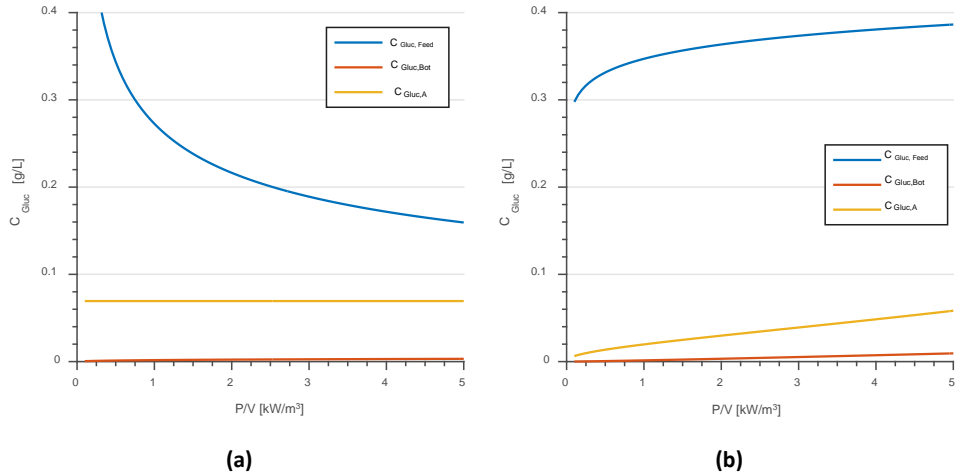 0.4
0.3
0.2
0.1
0
C Gluc [g/L]
C Gluc, Feed
C Gluc,Bot
C Gluc,A
0 1 2 3 4 5
P/V [kW/m³]
(a)
0.4
0.3
0.2
0.1
0
C Gluc [g/L]
C Gluc, Feed
C Gluc,Bot
C Gluc,A
0 1 2 3 4 5
P/V [kW/m³]
(b)